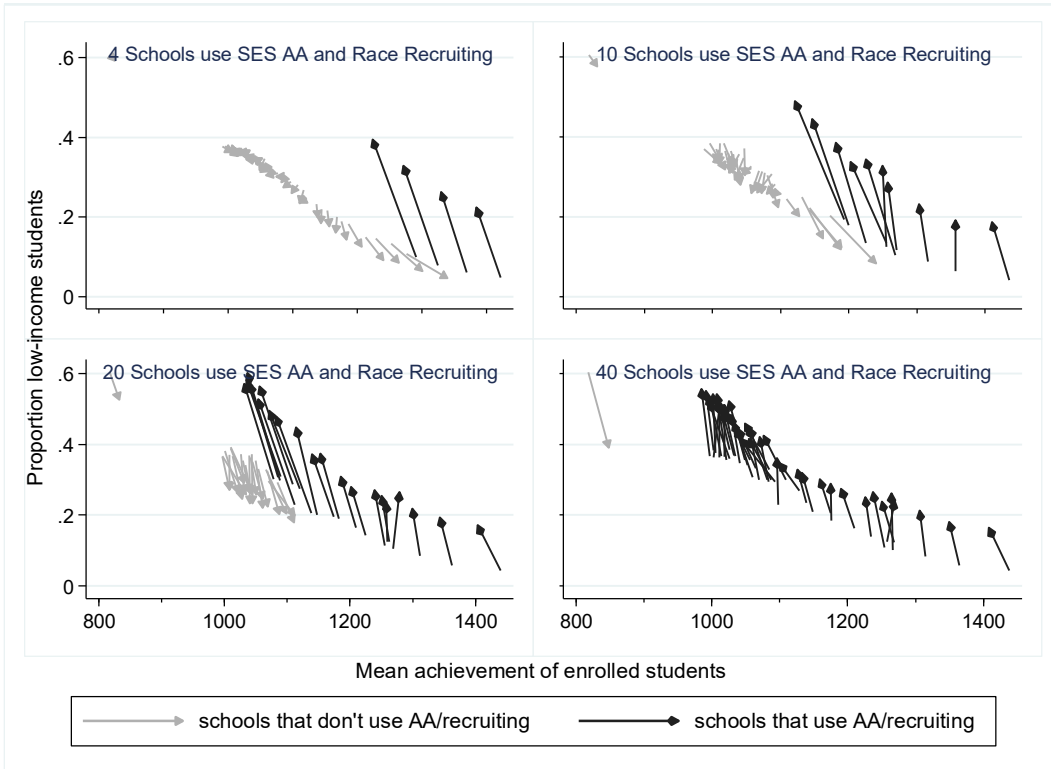 4 Schools use SES AA and Race Recruiting
10 Schools use SES AA and Race Recruiting
.6
.4
.2
0
20 Schools use SES AA and Race Recruiting
40 Schools use SES AA and Race Recruiting
.6
.4
.2
0
800 1000 1200 1400
800 1000 1200 1400
Proportion low-income students
Mean achievement of enrolled students
schools that don't use AA/recruiting
schools that use AA/recruiting